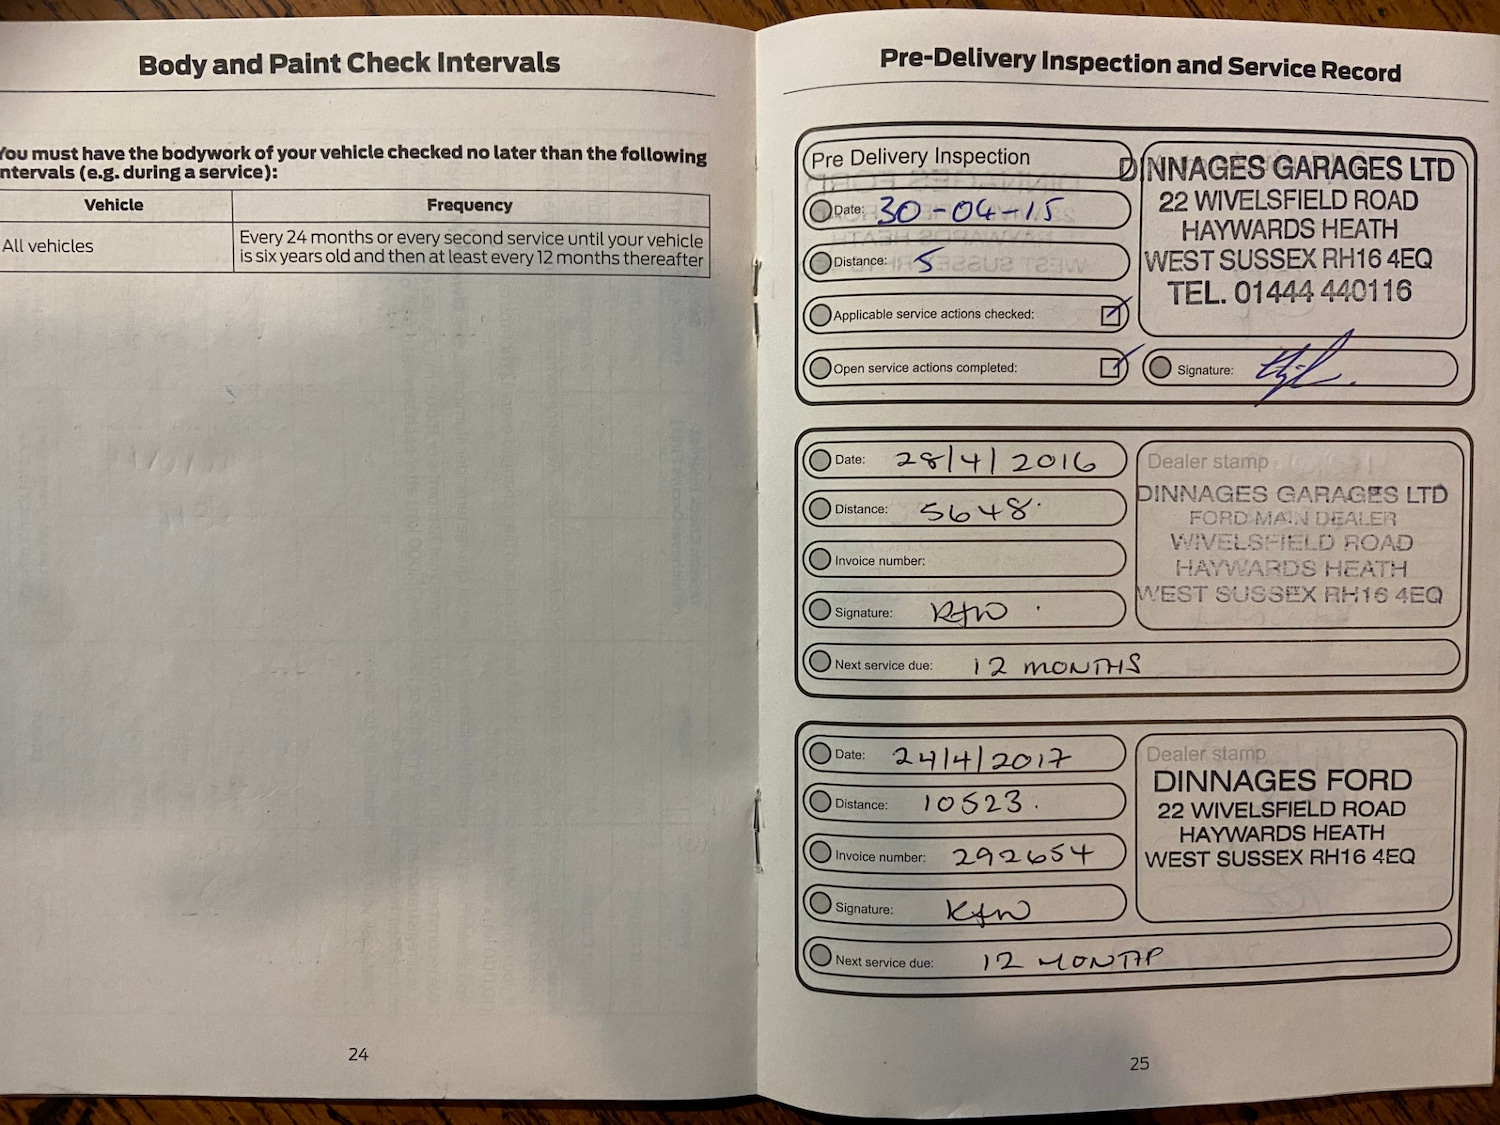 Body and Paint Check Intervals
You must have the bodywork of your vehicle checked no later than the following
ntervals (e.g. during a service):
Vehicle Frequency
All vehicles
Every 24 months or every second service until your vehicle
is six years old and then at least every 12 months thereafter
24
Pre-Delivery Inspection and Service Record
Pre Delivery Inspection
Date: 30-04-15
Distance: 5
Applicable service actions checked:
Open service actions completed:
DINNAGES GARAGES LTD
22 WIVELSFIELD ROAD
HAYWARDS HEATH
WEST SUSSEX RH16 4EQ
TEL. 01444 440116
Signature:
Date: 28/4/2016
Distance: 5648.
Invoice number:
Signature:
Dealer stamp
DINNAGES GARAGES LTD
FORD MAIN DEALER
WIVELSFIELD ROAD
HAYWARDS HEATH
WEST SUSSEX RH16 4EQ
Next service due: 12 MONTHS
Date: 24/4/2017
Distance: 10523.
Invoice number: 292654
Signature:
Dealer stamp
DINNAGES FORD
22 WIVELSFIELD ROAD
HAYWARDS HEATH
WEST SUSSEX RH16 4EQ
Next service due: 12
25